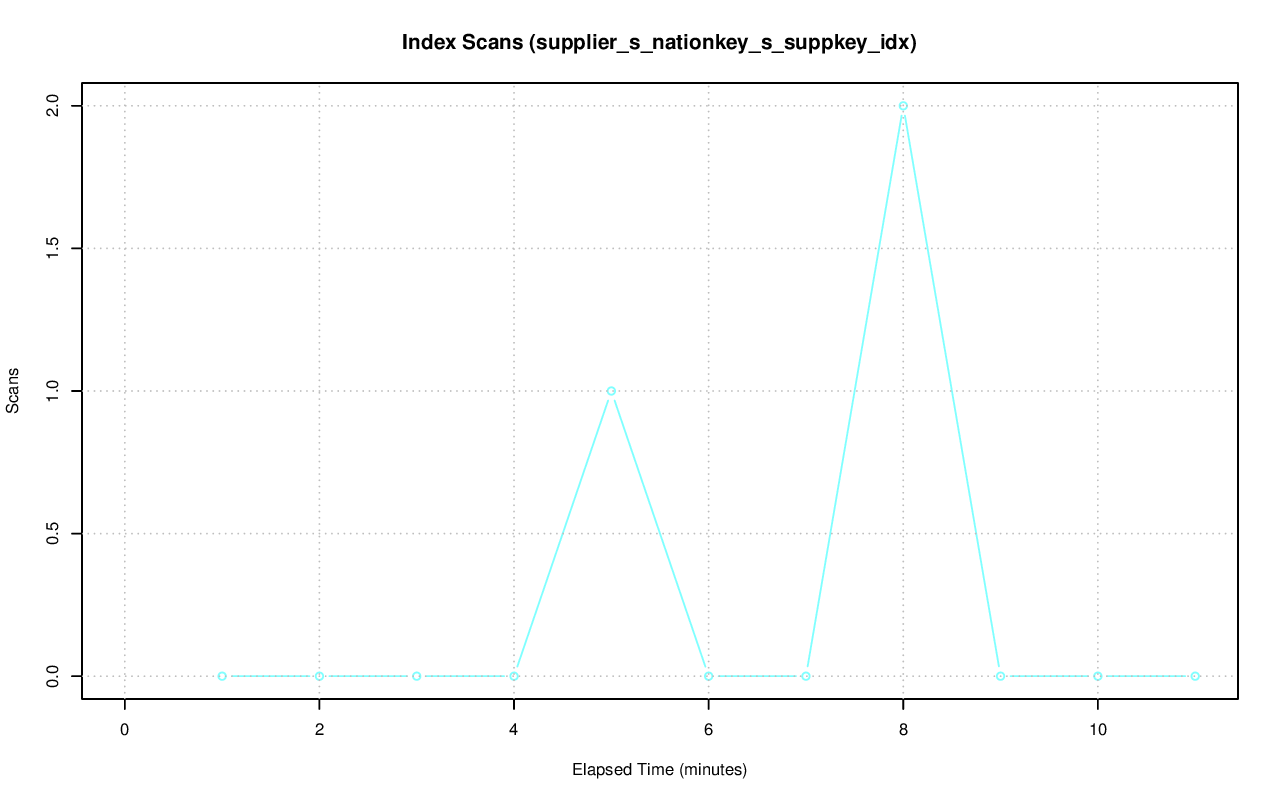 Index Scans (supplier_s_nationkey_s_suppkey_idx)
2.0
1.5
1.0
0.5
0.0
Scans
0 2 4 6 8 10
Elapsed Time (minutes)